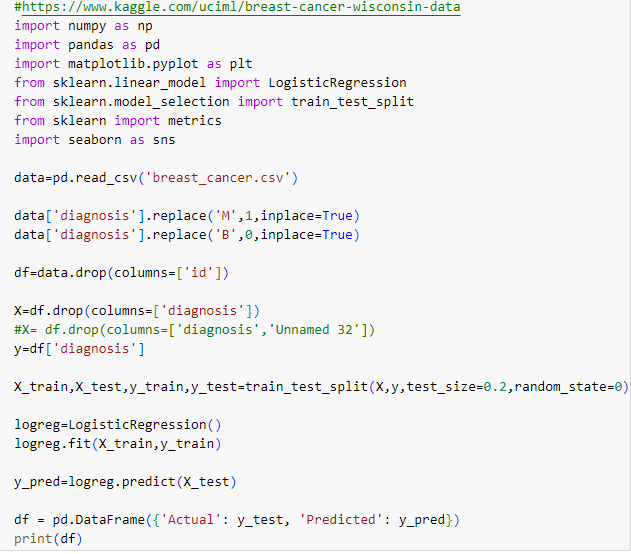 #https://www.kaggle.com/uciml/breast-cancer-wisconsin-data
import numpy as np
import pandas as pd
import matplotlib.pyplot as plt
from sklearn.linear_model import LogisticRegression
from sklearn.model_selection import train_test_split
from sklearn import metrics
import seaborn as sns

data=pd.read_csv('breast_cancer.csv')

data['diagnosis'].replace('M',1,inplace=True)
data['diagnosis'].replace('B',0,inplace=True)

df=data.drop(columns=['id'])

X=df.drop(columns=['diagnosis'])
#X= df.drop(columns=['diagnosis','Unnamed 32'])
y=df['diagnosis']

X_train,X_test,y_train,y_test=train_test_split(X,y,test_size=0.2,random_state=0)

logreg=LogisticRegression()
logreg.fit(X_train,y_train)

y_pred=logreg.predict(X_test)

df = pd.DataFrame({'Actual': y_test, 'Predicted': y_pred})
print(df)